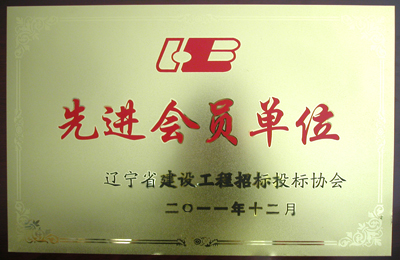 先进会员单位
辽宁省建设工程招标投标协会
二〇一一年十二月